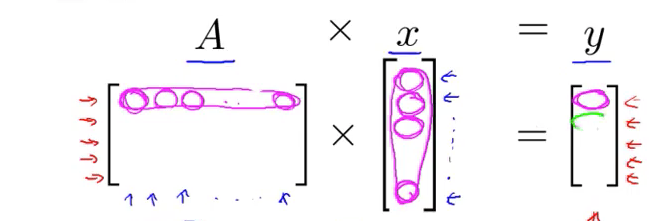 A × x = y
×
=